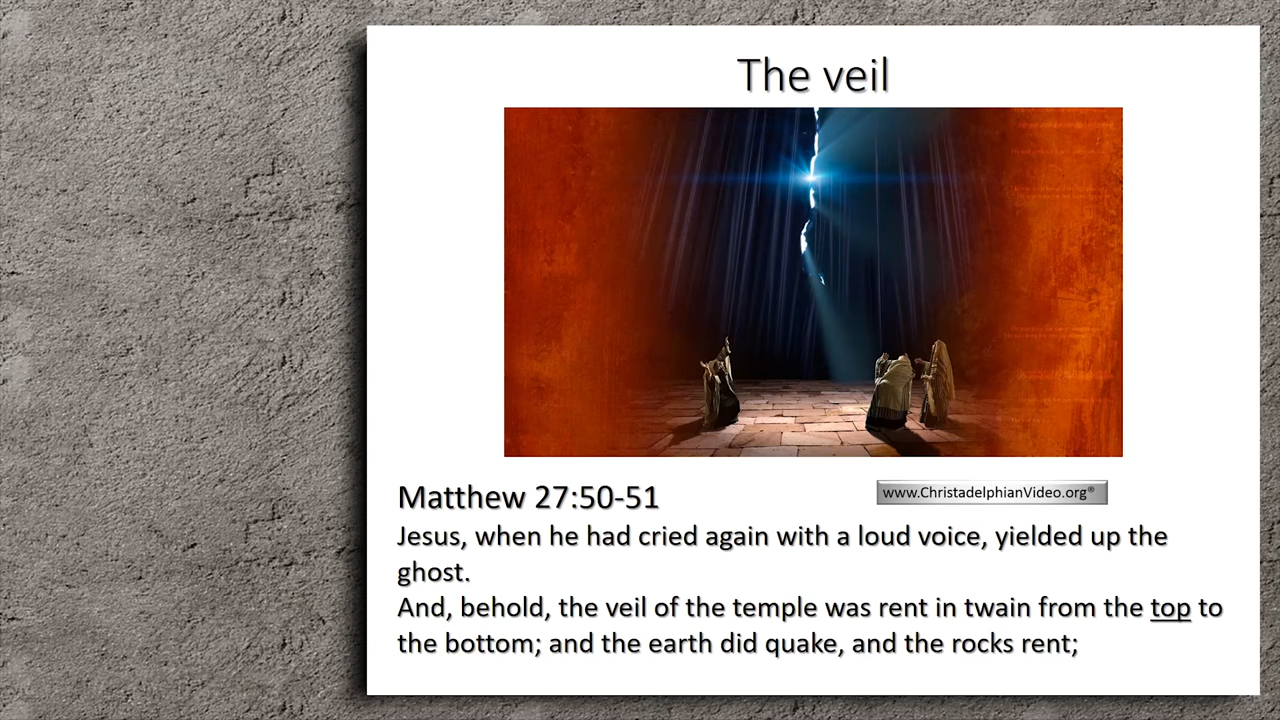 The veil
Matthew 27:50-51
www.ChristadelphianVideo.org®
Jesus, when he had cried again with a loud voice, yielded up the
ghost.
And, behold, the veil of the temple was rent in twain from the top to
the bottom; and the earth did quake, and the rocks rent;